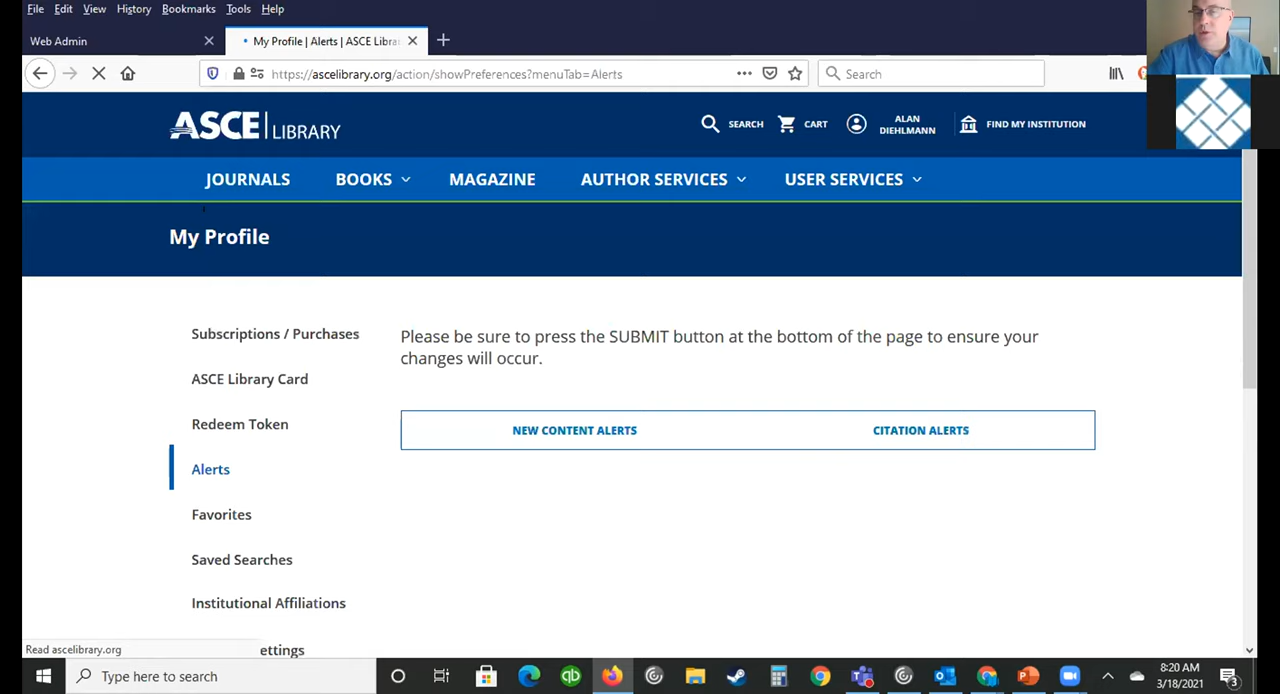 File Edit View History Bookmarks Tools Help
Web Admin
My Profile | Alerts | ASCE Libra
https://ascelibrary.org/action/showPreferences?menuTab=Alerts
Search
ASCE LIBRARY
SEARCH
CART
ALAN
DIEHLMANN
FIND MY INSTITUTION
JOURNALS BOOKS MAGAZINE AUTHOR SERVICES USER SERVICES
My Profile
Subscriptions / Purchases
ASCE Library Card
Redeem Token
Alerts
Favorites
Saved Searches
Institutional Affiliations
ettings
Please be sure to press the SUBMIT button at the bottom of the page to ensure your
changes will occur.
NEW CONTENT ALERTS
CITATION ALERTS
Read ascelibrary.org
Type here to search
8:20 AM
3/18/2021
3